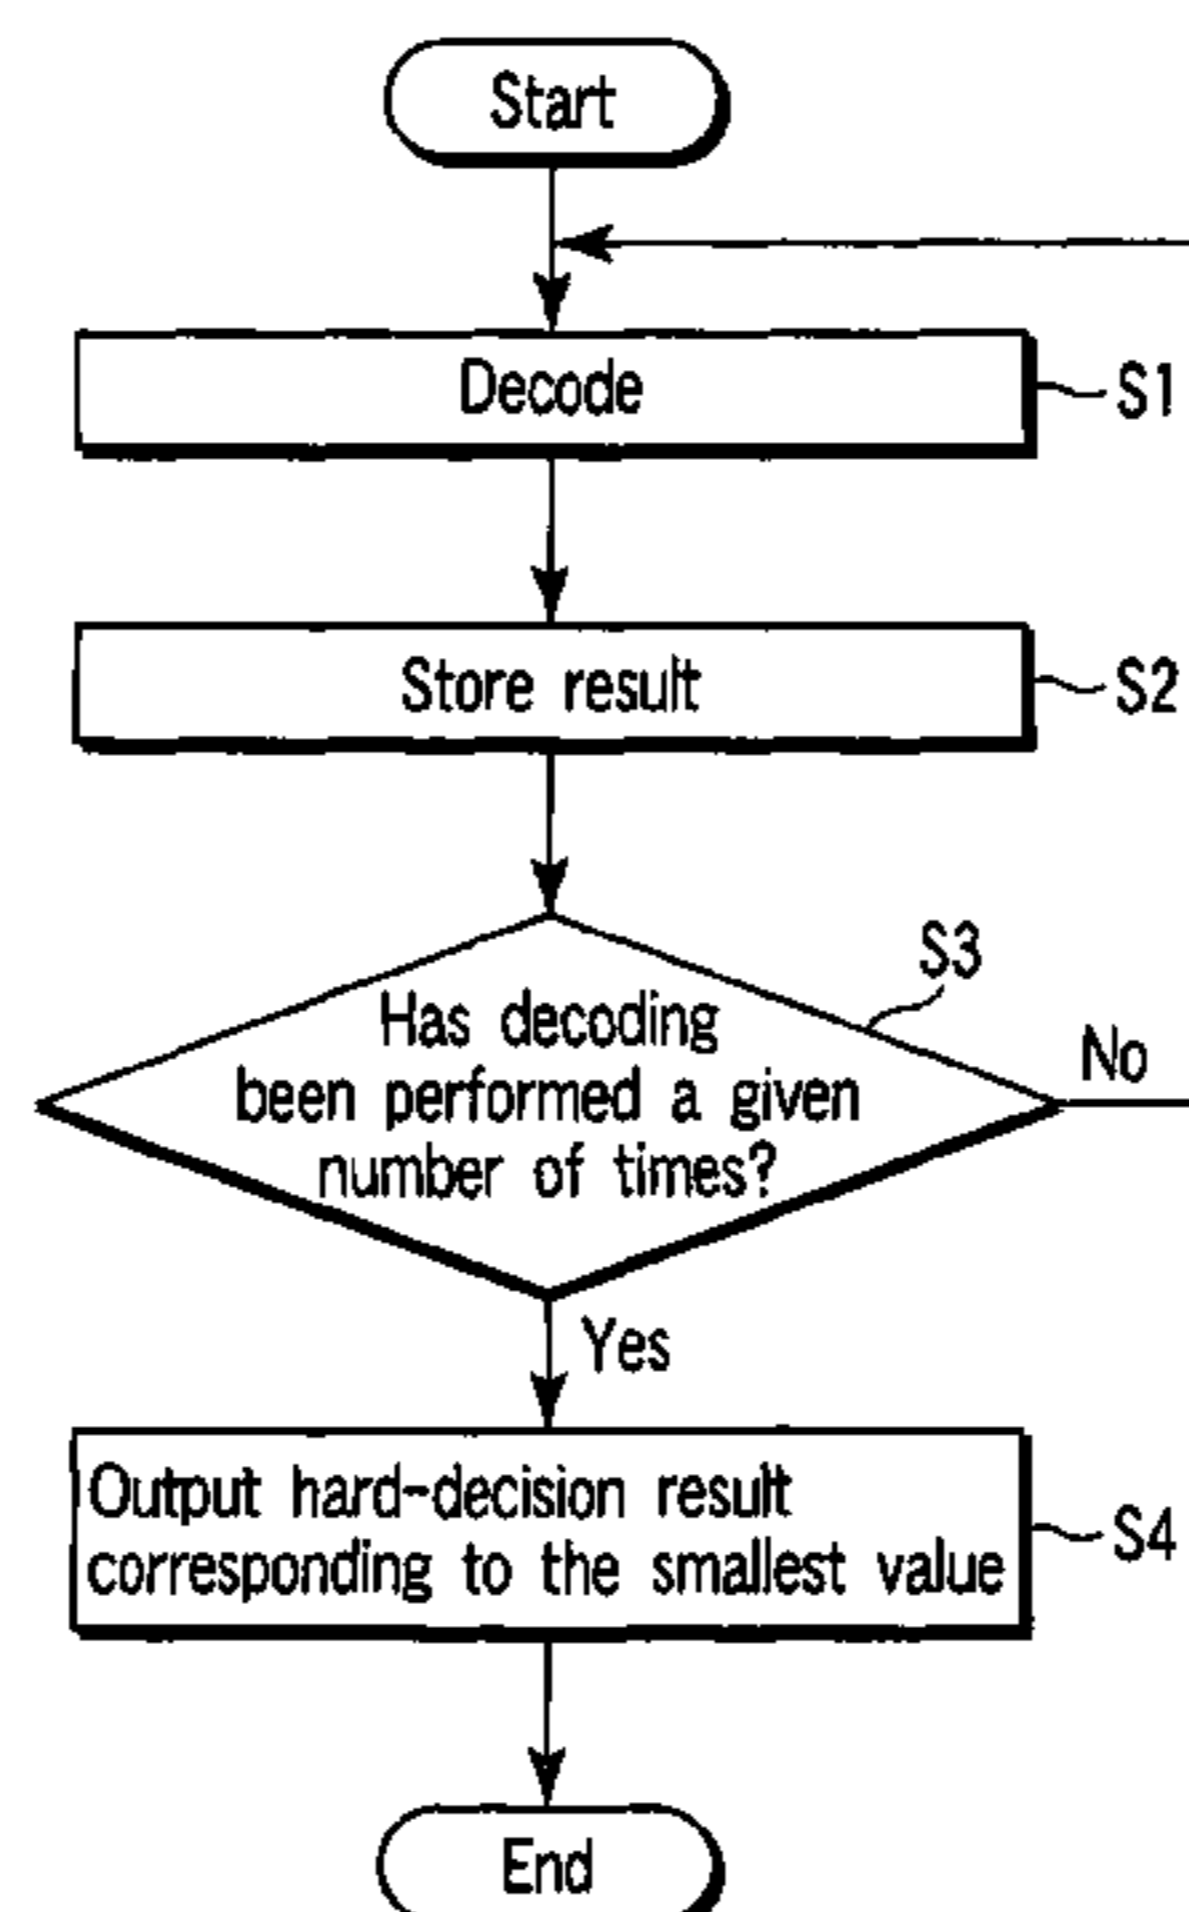 Start
Decode
S1
Store result
S2
S3
Has decoding
been performed a given
number of times?
No
Yes
Output hard-decision result
corresponding to the smallest value
S4
End